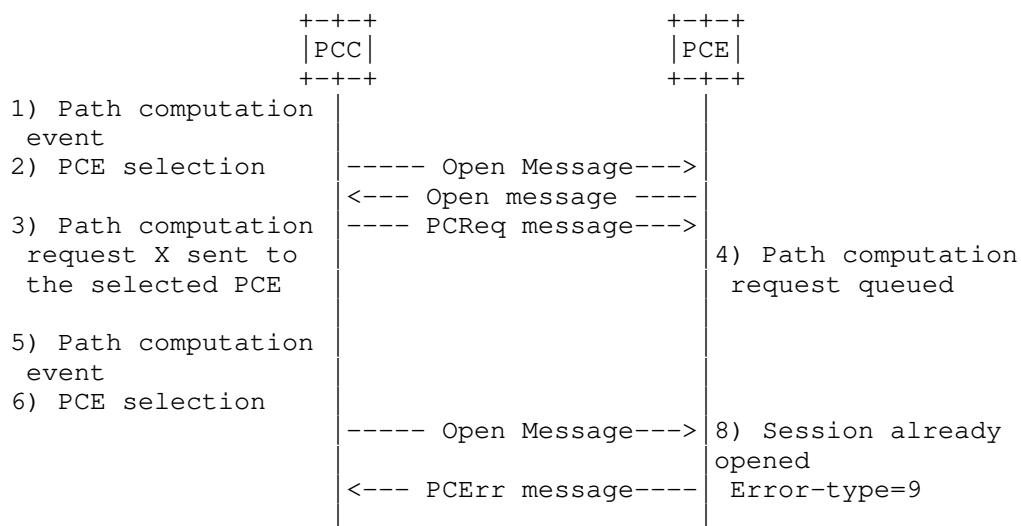 +-+-+                   +-+-+
|PCC|                   |PCE|
+-+-+                   +-+-+
1) Path computation |                       |
 event              |                       |
2) PCE selection    |----- Open Message--->|
                    |<--- Open message ----|
3) Path computation |---- PCReq message--->|
 request X sent to  |                       |4) Path computation
 the selected PCE   |                       | request queued
5) Path computation |                       |
 event              |                       |
6) PCE selection    |                       |
                    |----- Open Message--->|8) Session already
                    |                       |opened
                    |<--- PCErr message----| Error-type=9